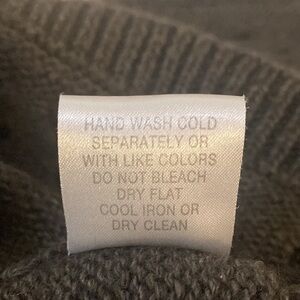 HAND WASH COLD
SEPARATELY OR
WITH LIKE COLORS
DO NOT BLEACH
DRY FLAT
COOL IRON OR
DRY CLEAN